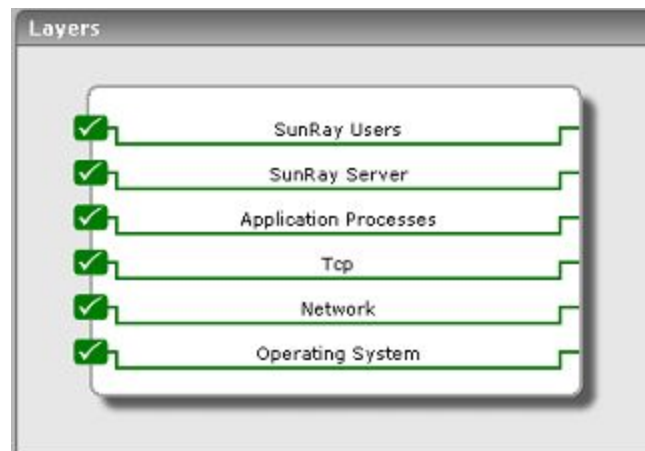 Layers
SunRay Users
SunRay Server
Application Processes
Tcp
Network
Operating System